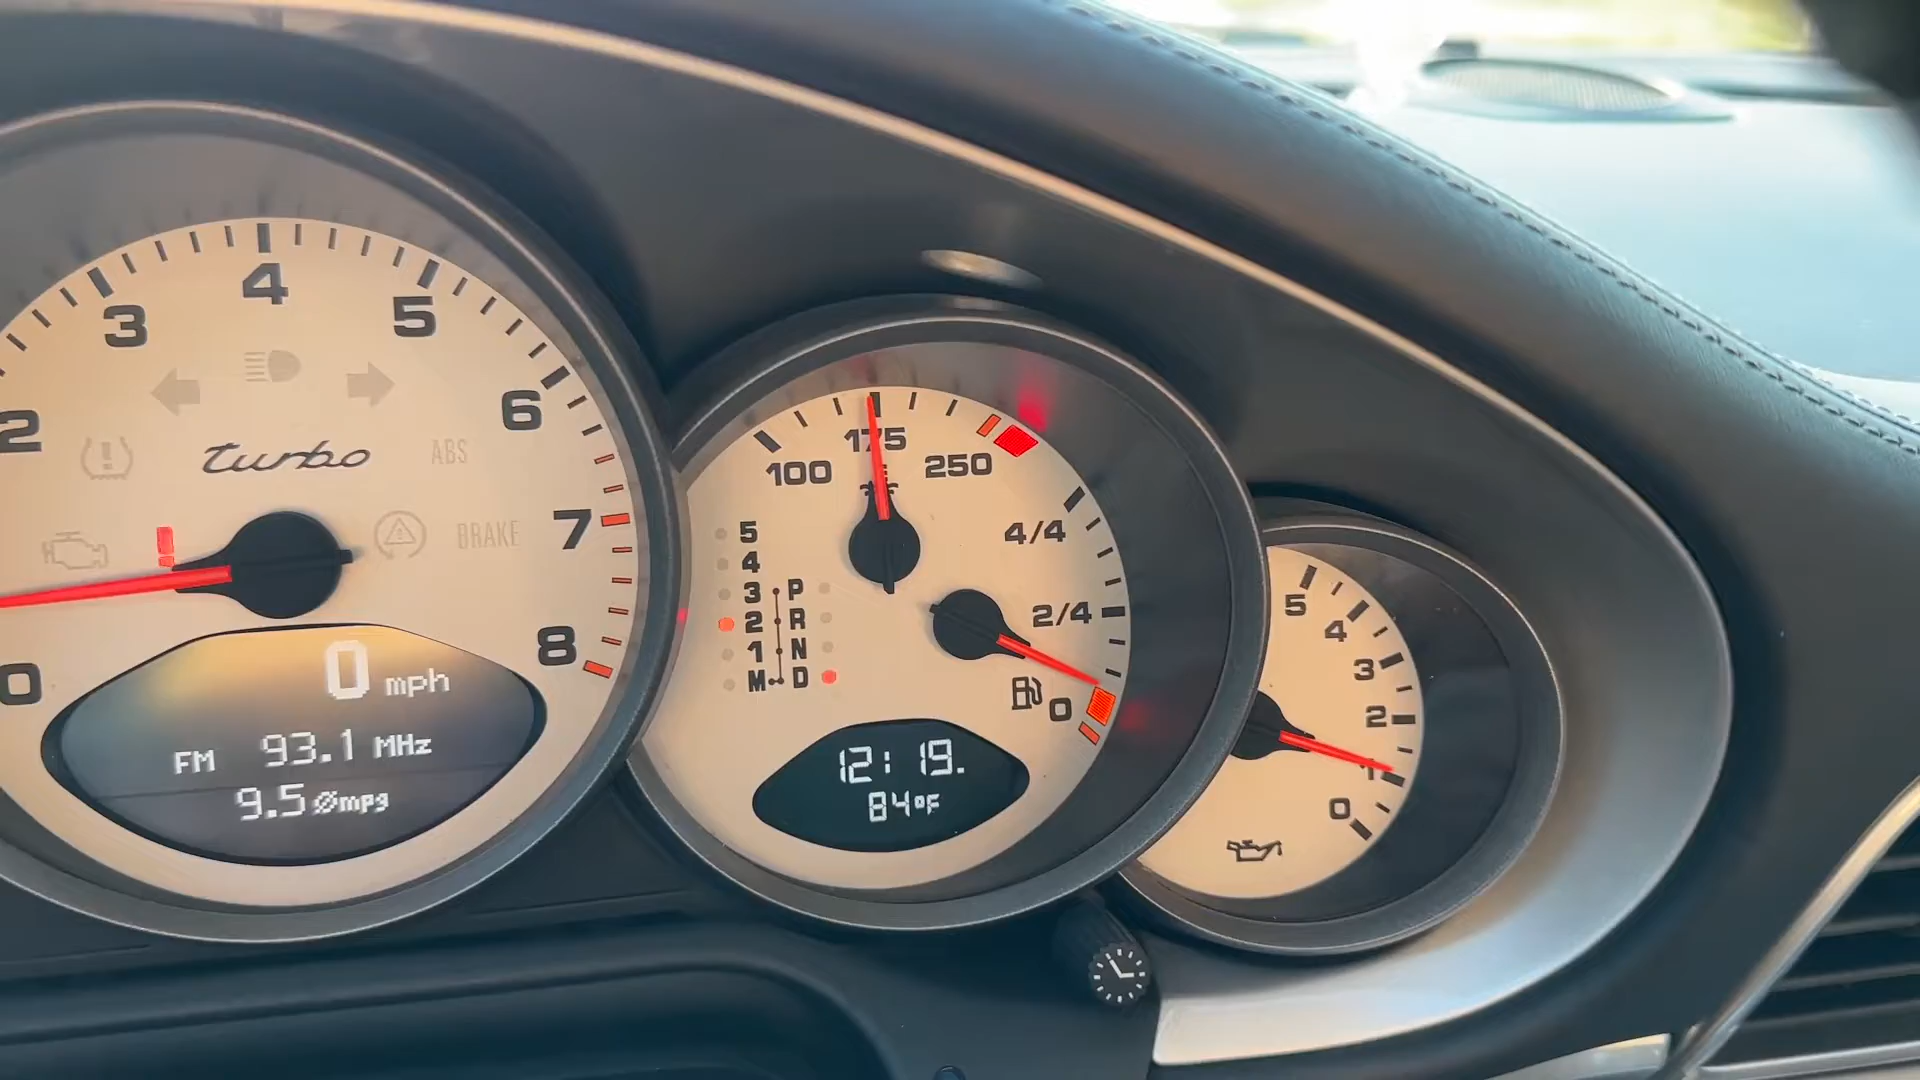 2 3 4 5 6 7 8
0
turbo
ABS
BRAKE
0 mph
FM 93.1 MHz
9.5 Ømpg
100 175 250
°F
5
4
3 P
2 R
1 N
M D
4/4
2/4
0
12:19.
84°F
5
4
3
2
1
0